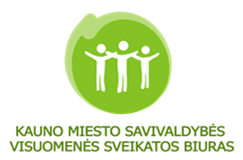 KAUNO MIESTO SAVIVALDYBĖS
VISUOMENĖS SVEIKATOS BIURAS